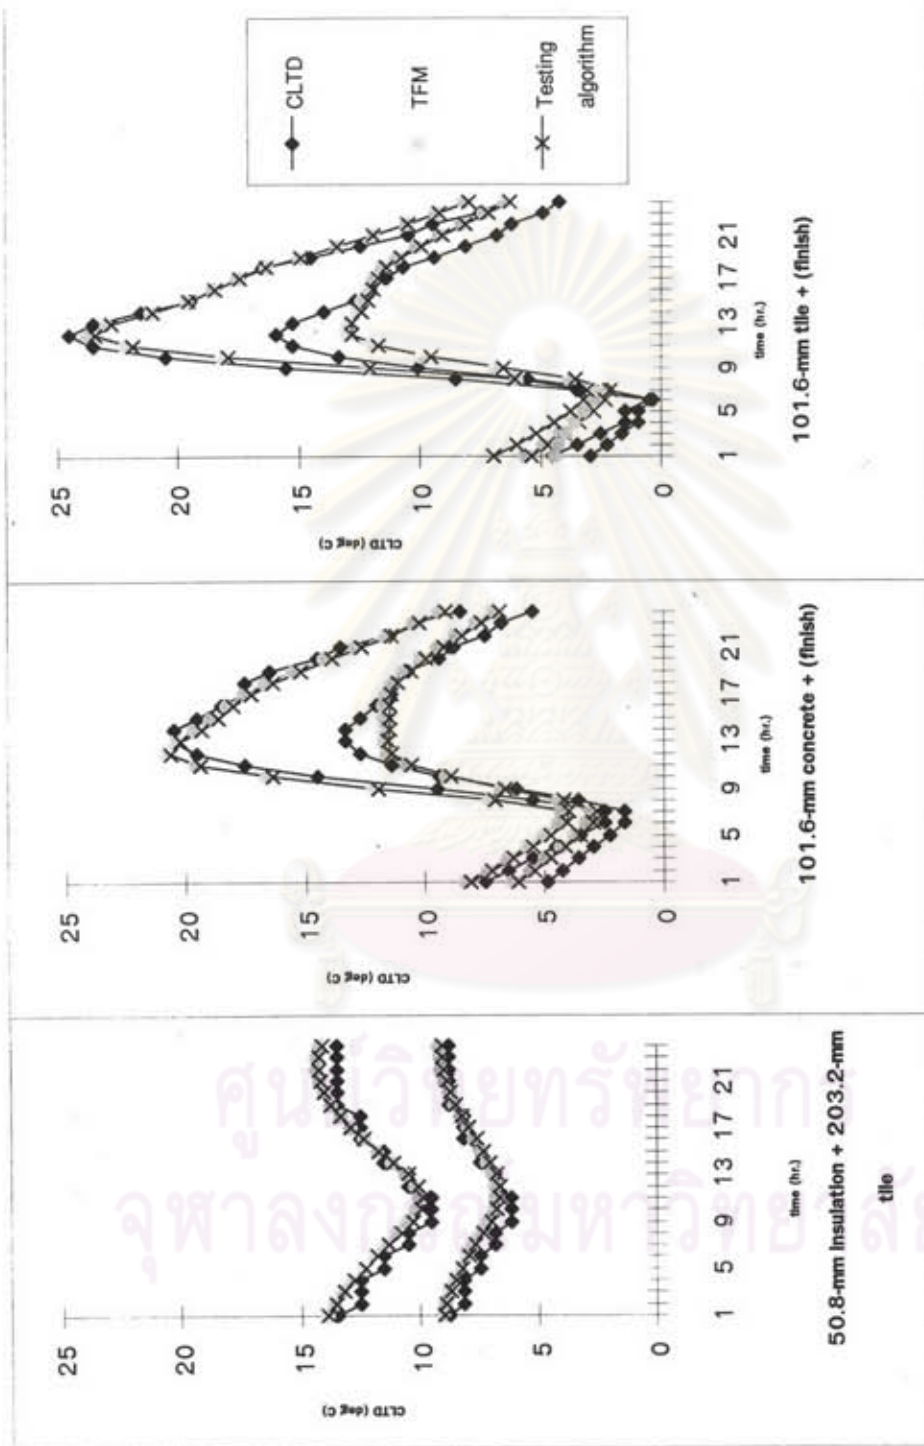 25
20
15
10
5
0
CLTD (deg C)
1 5 9 13 17 21
time (hr.)
50.8-mm Insulation + 203.2-mm
tile
25
20
15
10
5
0
CLTD (deg C)
1 5 9 13 17 21
time (hr.)
101.6-mm concrete + (finish)
25
20
15
10
5
0
CLTD (deg C)
1 5 9 13 17 21
time (hr.)
101.6-mm tile + (finish)
CLTD
TFM
Testing
algorithm
ศูนย์วิทยทรัพยากร
จุฬาลงกรณ์มหาวิทยาลัย